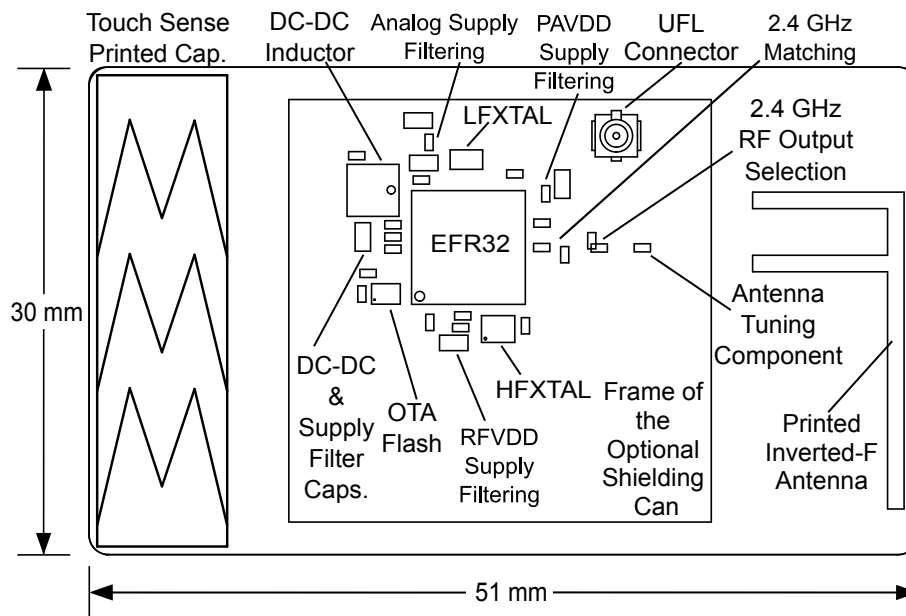 Touch Sense
Printed Cap.
DC-DC
Inductor
Analog Supply
Filtering
PAVDD
Supply
Filtering
UFL
Connector
2.4 GHz
Matching
LFXTAL
2.4 GHz
RF Output
Selection
EFR32
30 mm
Antenna
Tuning
Component
DC-DC
&
Supply
Filter
Caps.
OTA
Flash
HFXTAL
RFVDD
Supply
Filtering
Frame of
the
Optional
Shielding
Can
Printed
Inverted-F
Antenna
51 mm